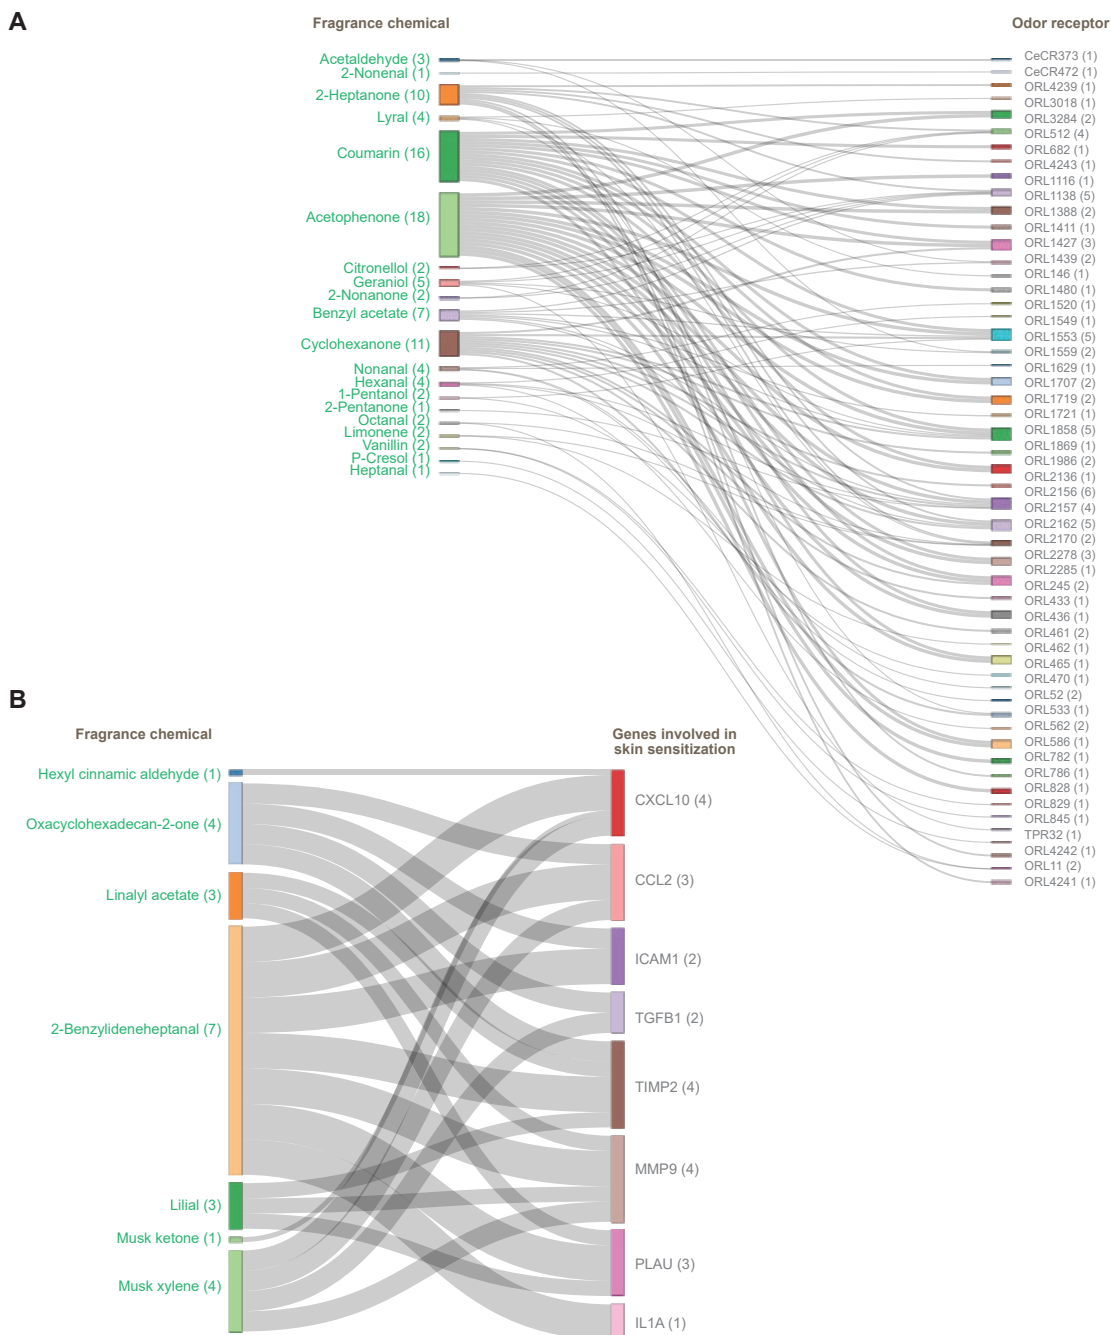 A
Fragrance chemical
Odor receptor
Acetaldehyde (3)
2-Nonenal (1)
2-Heptanone (10)
Lyral (4)
Coumarin (16)
Acetophenone (18)
Citronellol (2)
Geraniol (5)
2-Nonanone (2)
Benzyl acetate (7)
Cyclohexanone (11)
Nonanal (4)
Hexanal (4)
1-Pentanol (2)
2-Pentanone (1)
Octanal (2)
Limonene (2)
Vanillin (2)
P-Cresol (1)
Heptanal (1)
CeCR373 (1)
CeCR472 (1)
ORL4239 (1)
ORL3018 (1)
ORL3284 (2)
ORL512 (4)
ORL682 (1)
ORL4243 (1)
ORL1116 (1)
ORL1138 (5)
ORL1388 (2)
ORL1411 (1)
ORL1427 (3)
ORL1439 (2)
ORL146 (1)
ORL1480 (1)
ORL1520 (1)
ORL1549 (1)
ORL1553 (5)
ORL1559 (2)
ORL1629 (1)
ORL1707 (2)
ORL1719 (2)
ORL1721 (1)
ORL1858 (5)
ORL1869 (1)
ORL1986 (2)
ORL2136 (1)
ORL2156 (6)
ORL2157 (4)
ORL2162 (5)
ORL2170 (2)
ORL2278 (3)
ORL2285 (1)
ORL245 (2)
ORL433 (1)
ORL436 (1)
ORL461 (2)
ORL462 (1)
ORL465 (1)
ORL470 (1)
ORL52 (2)
ORL533 (1)
ORL562 (2)
ORL586 (1)
ORL782 (1)
ORL786 (1)
ORL828 (1)
ORL829 (1)
ORL845 (1)
TPR32 (1)
ORL4242 (1)
ORL11 (2)
ORL4241 (1)
B
Fragrance chemical
Genes involved in
skin sensitization
Hexyl cinnamic aldehyde (1)
Oxacyclohexadecan-2-one (4)
Linalyl acetate (3)
2-Benzylideneheptanal (7)
Lilial (3)
Musk ketone (1)
Musk xylene (4)
CXCL10 (4)
CCL2 (3)
ICAM1 (2)
TGFB1 (2)
TIMP2 (4)
MMP9 (4)
PLAU (3)
IL1A (1)